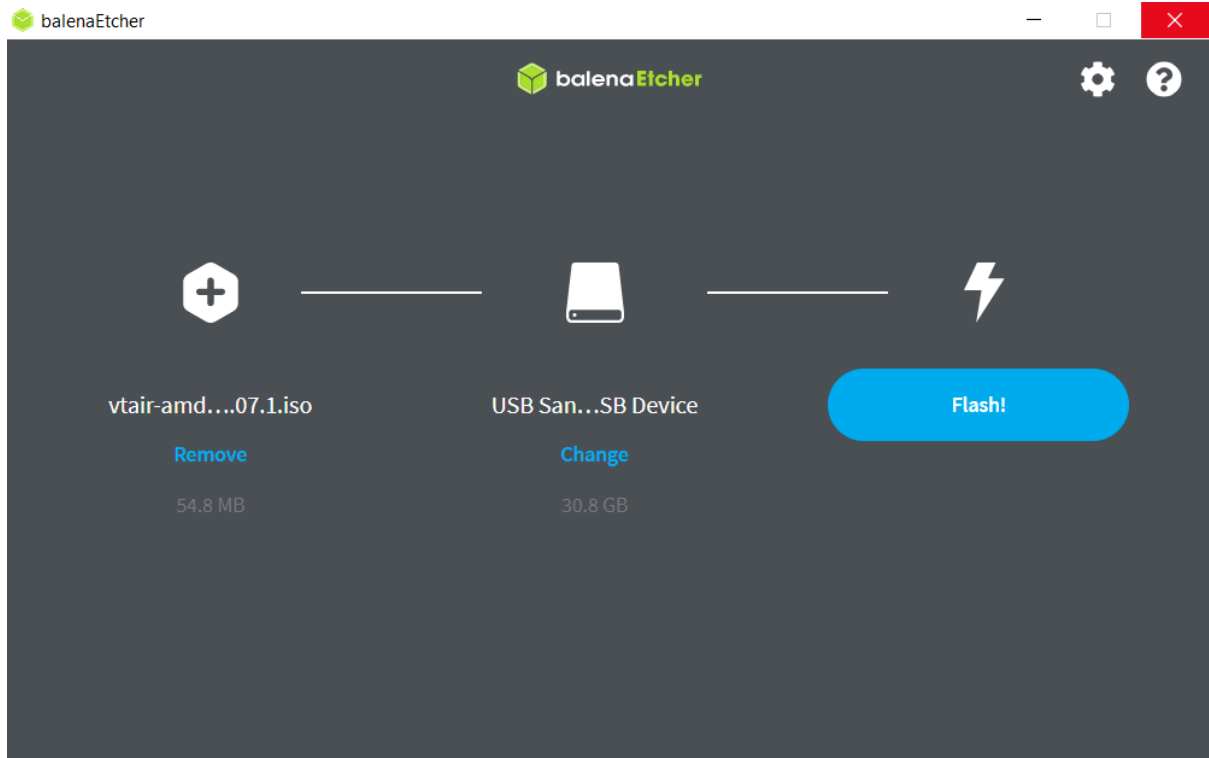 balenaEtcher
balenaEtcher
vtair-amd....07.1.iso
USB San...SB Device
Flash!
Remove
Change
54.8 MB
30.8 GB